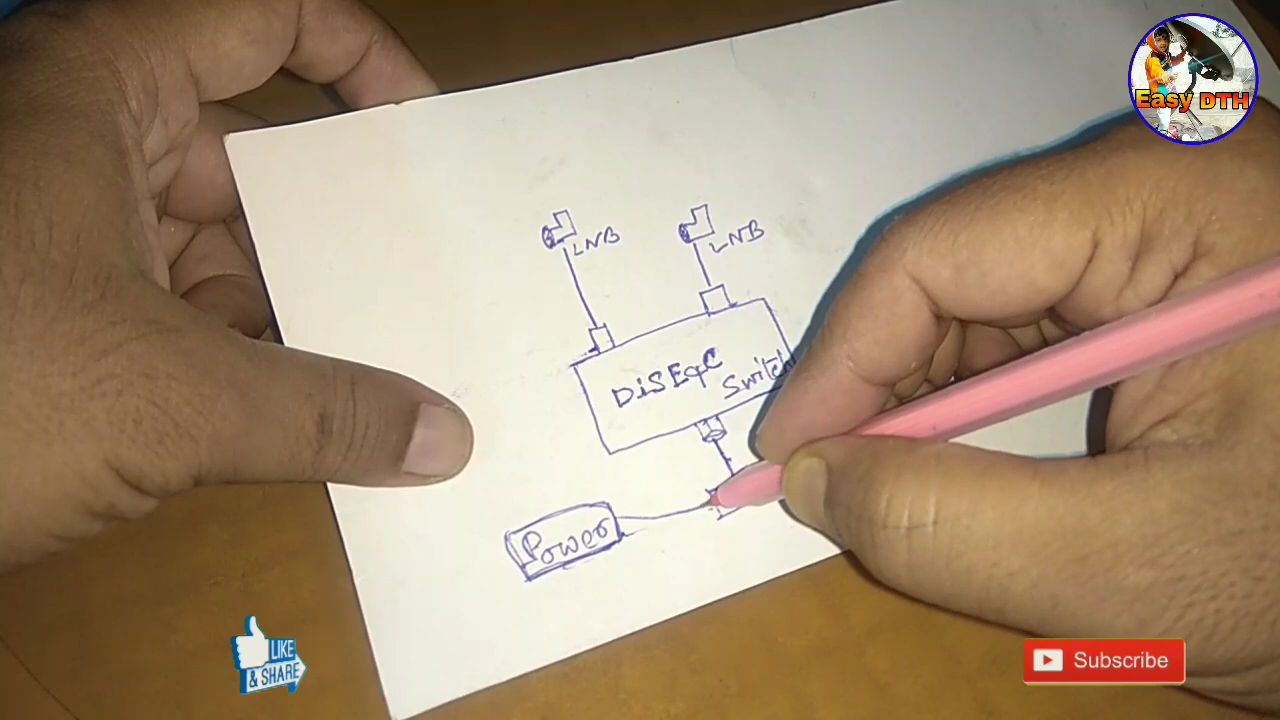 Easy DTH
LNB
LNB
DiSEqC
Switch
Power
LIKE
& SHARE
Subscribe